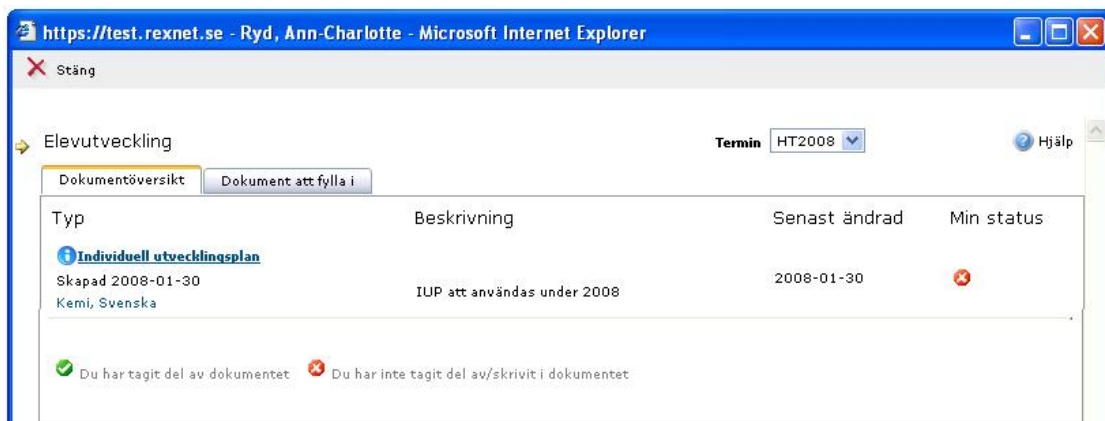 https://test.rexnet.se - Ryd, Ann-Charlotte - Microsoft Internet Explorer
Stäng
Elevutveckling Termin HT2008 Hjälp
Dokumentöversikt Dokument att fylla i
Typ Beskrivning Senast ändrad Min status
Individuell utvecklingsplan
Skapad 2008-01-30 IUP att användas under 2008 2008-01-30
Kemi, Svenska
Du har tagit del av dokumentet Du har inte tagit del av/skrivit i dokumentet